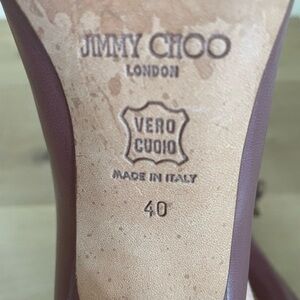 JIMMY CHOO
LONDON
VERO
CUOIO
MADE IN ITALY
40